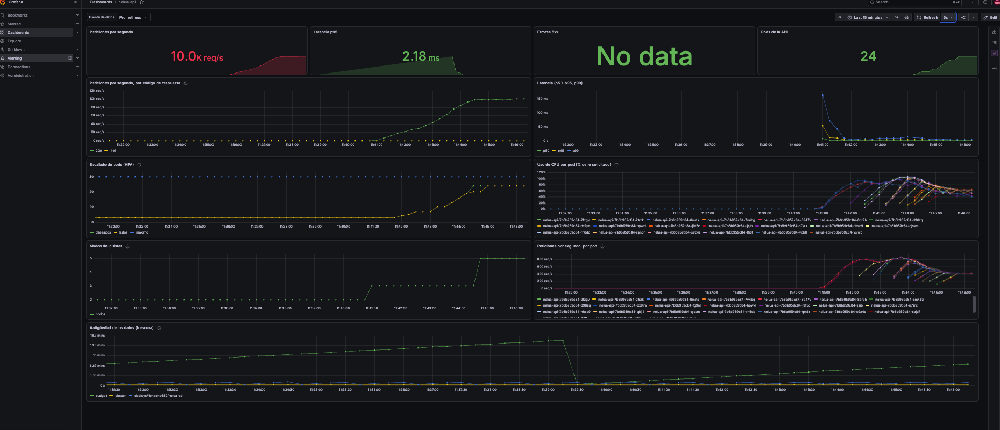 Grafana
Dashboards › nelua-api
Search...
⌘+k
Bookmarks
Starred
Dashboards
Explore
Drilldown
Alerting
Connections
Administration
Fuente de datos
Prometheus
Last 15 minutes
Refresh
5s
Edit
Peticiones por segundo
10.0K req/s
Latencia p95
2.18 ms
Errores 5xx
No data
Pods de la API
24
Peticiones por segundo, por código de respuesta
12K req/s
10K req/s
8K req/s
6K req/s
4K req/s
2K req/s
0 req/s
11:32:00 11:33:00 11:34:00 11:35:00 11:36:00 11:37:00 11:38:00 11:39:00 11:40:00 11:41:00 11:42:00 11:43:00 11:44:00 11:45:00 11:46:00
200 401
Latencia (p50, p95, p99)
150 ms
100 ms
50 ms
0 s
11:32:00 11:33:00 11:34:00 11:35:00 11:36:00 11:37:00 11:38:00 11:39:00 11:40:00 11:41:00 11:42:00 11:43:00 11:44:00 11:45:00 11:46:00
p50 p95 p99
Escalado de pods (HPA)
30
20
10
0
11:32:00 11:33:00 11:34:00 11:35:00 11:36:00 11:37:00 11:38:00 11:39:00 11:40:00 11:41:00 11:42:00 11:43:00 11:44:00 11:45:00 11:46:00
deseados listos máximo
Uso de CPU por pod (% de lo solicitado)
120%
100%
80%
60%
40%
20%
0%
11:32:00 11:33:00 11:34:00 11:35:00 11:36:00 11:37:00 11:38:00 11:39:00 11:40:00 11:41:00 11:42:00 11:43:00 11:44:00 11:45:00 11:46:00
nelua-api-7b6b959c84-2fzgv nelua-api-7b6b959c84-2trzk nelua-api-7b6b959c84-6mrts nelua-api-7b6b959c84-7v4bg nelua-api-7b6b959c84-8947v nelua-api-7b6b959c84-8br9h nelua-api-7b6b959c84-d96zq
nelua-api-7b6b959c84-dx9jm nelua-api-7b6b959c84-hpwxl nelua-api-7b6b959c84-j9f5c nelua-api-7b6b959c84-ljsjb nelua-api-7b6b959c84-n7srx nelua-api-7b6b959c84-nhsc9 nelua-api-7b6b959c84-qjssm
nelua-api-7b6b959c84-rh6dc nelua-api-7b6b959c84-rpn6r nelua-api-7b6b959c84-s9z4s nelua-api-7b6b959c84-tfj8t nelua-api-7b6b959c84-vphfl nelua-api-7b6b959c84-vsjwp
Nodos del clúster
5
4
3
2
11:32:00 11:33:00 11:34:00 11:35:00 11:36:00 11:37:00 11:38:00 11:39:00 11:40:00 11:41:00 11:42:00 11:43:00 11:44:00 11:45:00 11:46:00
nodos
Peticiones por segundo, por pod
800 req/s
600 req/s
400 req/s
200 req/s
0 req/s
11:32:00 11:33:00 11:34:00 11:35:00 11:36:00 11:37:00 11:38:00 11:39:00 11:40:00 11:41:00 11:42:00 11:43:00 11:44:00 11:45:00 11:46:00
nelua-api-7b6b959c84-2fzgv nelua-api-7b6b959c84-2trzk nelua-api-7b6b959c84-6mrts nelua-api-7b6b959c84-7v4bg nelua-api-7b6b959c84-8947v nelua-api-7b6b959c84-8br9h nelua-api-7b6b959c84-cm46z
nelua-api-7b6b959c84-d96zq nelua-api-7b6b959c84-dx9jm nelua-api-7b6b959c84-fg9nl nelua-api-7b6b959c84-hpwxl nelua-api-7b6b959c84-j9f5c nelua-api-7b6b959c84-ljsjb nelua-api-7b6b959c84-n7srx
nelua-api-7b6b959c84-nhsc9 nelua-api-7b6b959c84-q8jl4 nelua-api-7b6b959c84-qjssm nelua-api-7b6b959c84-rh6dc nelua-api-7b6b959c84-rpn6r nelua-api-7b6b959c84-s9z4s nelua-api-7b6b959c84-spjd7
Antigüedad de los datos (frescura)
16.7 mins
13.3 mins
10 mins
6.67 mins
3.33 mins
0 s
11:31:30 11:32:00 11:32:30 11:33:00 11:33:30 11:34:00 11:34:30 11:35:00 11:35:30 11:36:00 11:36:30 11:37:00 11:37:30 11:38:00 11:38:30 11:39:00 11:39:30 11:40:00 11:40:30 11:41:00 11:41:30 11:42:00 11:42:30 11:43:00 11:43:30 11:44:00 11:44:30 11:45:00 11:45:30 11:46:00
budget cluster deploys#londono652/nelua-api